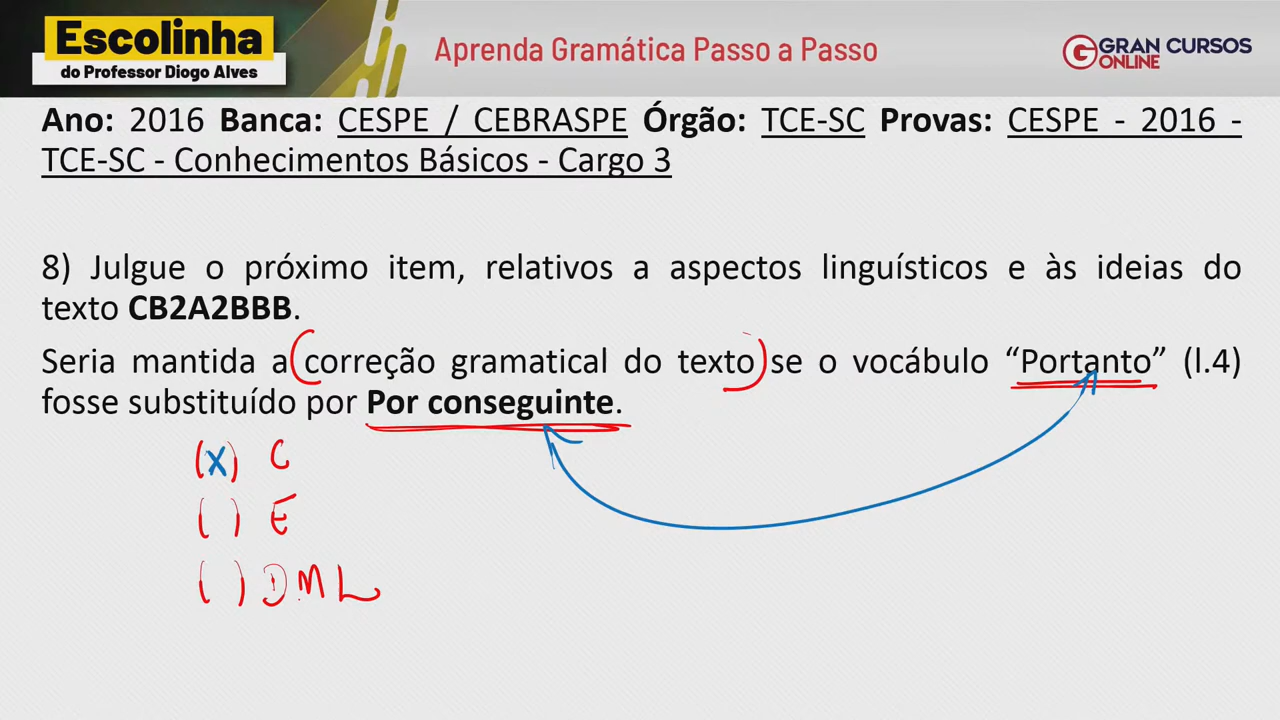 Escolinha
do Professor Diogo Alves
Aprenda Gramática Passo a Passo
GRAN CURSOS
ONLINE
Ano: 2016 Banca: CESPE / CEBRASPE Órgão: TCE-SC Provas: CESPE - 2016 -
TCE-SC - Conhecimentos Básicos - Cargo 3
8) Julgue o próximo item, relativos a aspectos linguísticos e às ideias do
texto CB2A2BBB.
Seria mantida a correção gramatical do texto se o vocábulo “Portanto” (l.4)
fosse substituído por Por conseguinte.
(X) C
( ) E
( ) DML